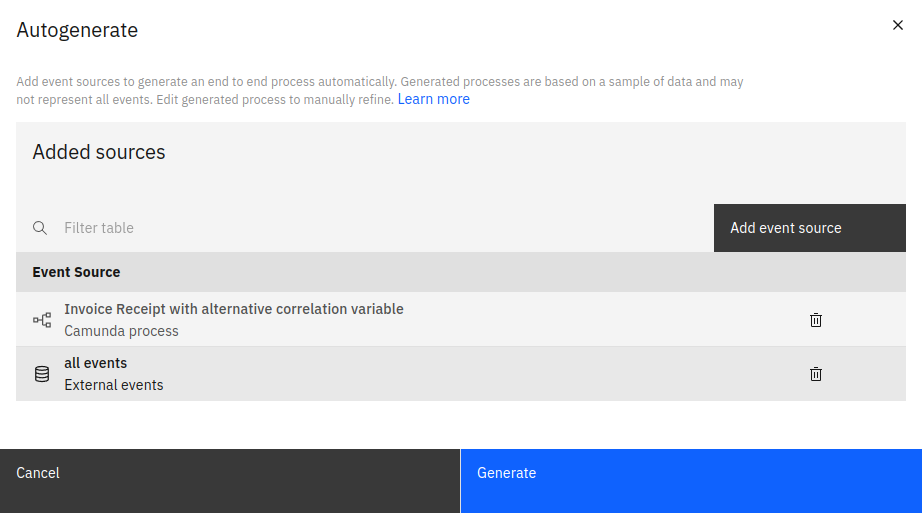 Autogenerate
Add event sources to generate an end to end process automatically. Generated processes are based on a sample of data and may
not represent all events. Edit generated process to manually refine. Learn more
Added sources
Filter table
Add event source
Event Source
Invoice Receipt with alternative correlation variable
Camunda process
all events
External events
Cancel
Generate